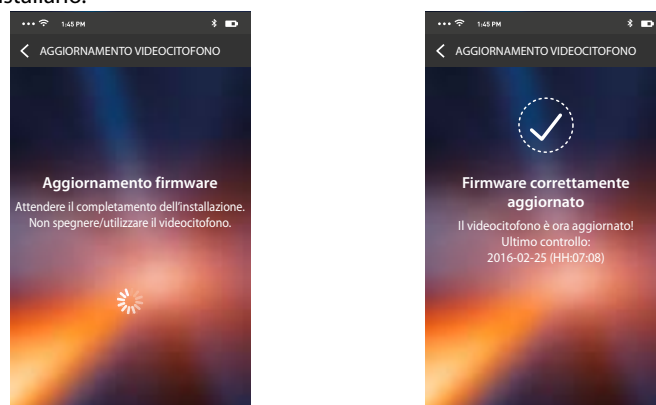 installarlo.
1:45 PM
AGGIORNAMENTO VIDEOCITOFONO
Aggiornamento firmware
Attendere il completamento dell'installazione.
Non spegnere/utilizzare il videocitofono.
1:45 PM
AGGIORNAMENTO VIDEOCITOFONO
Firmware correttamente
aggiornato
Il videocitofono è ora aggiornato!
Ultimo controllo:
2016-02-25 (HH:07:08)